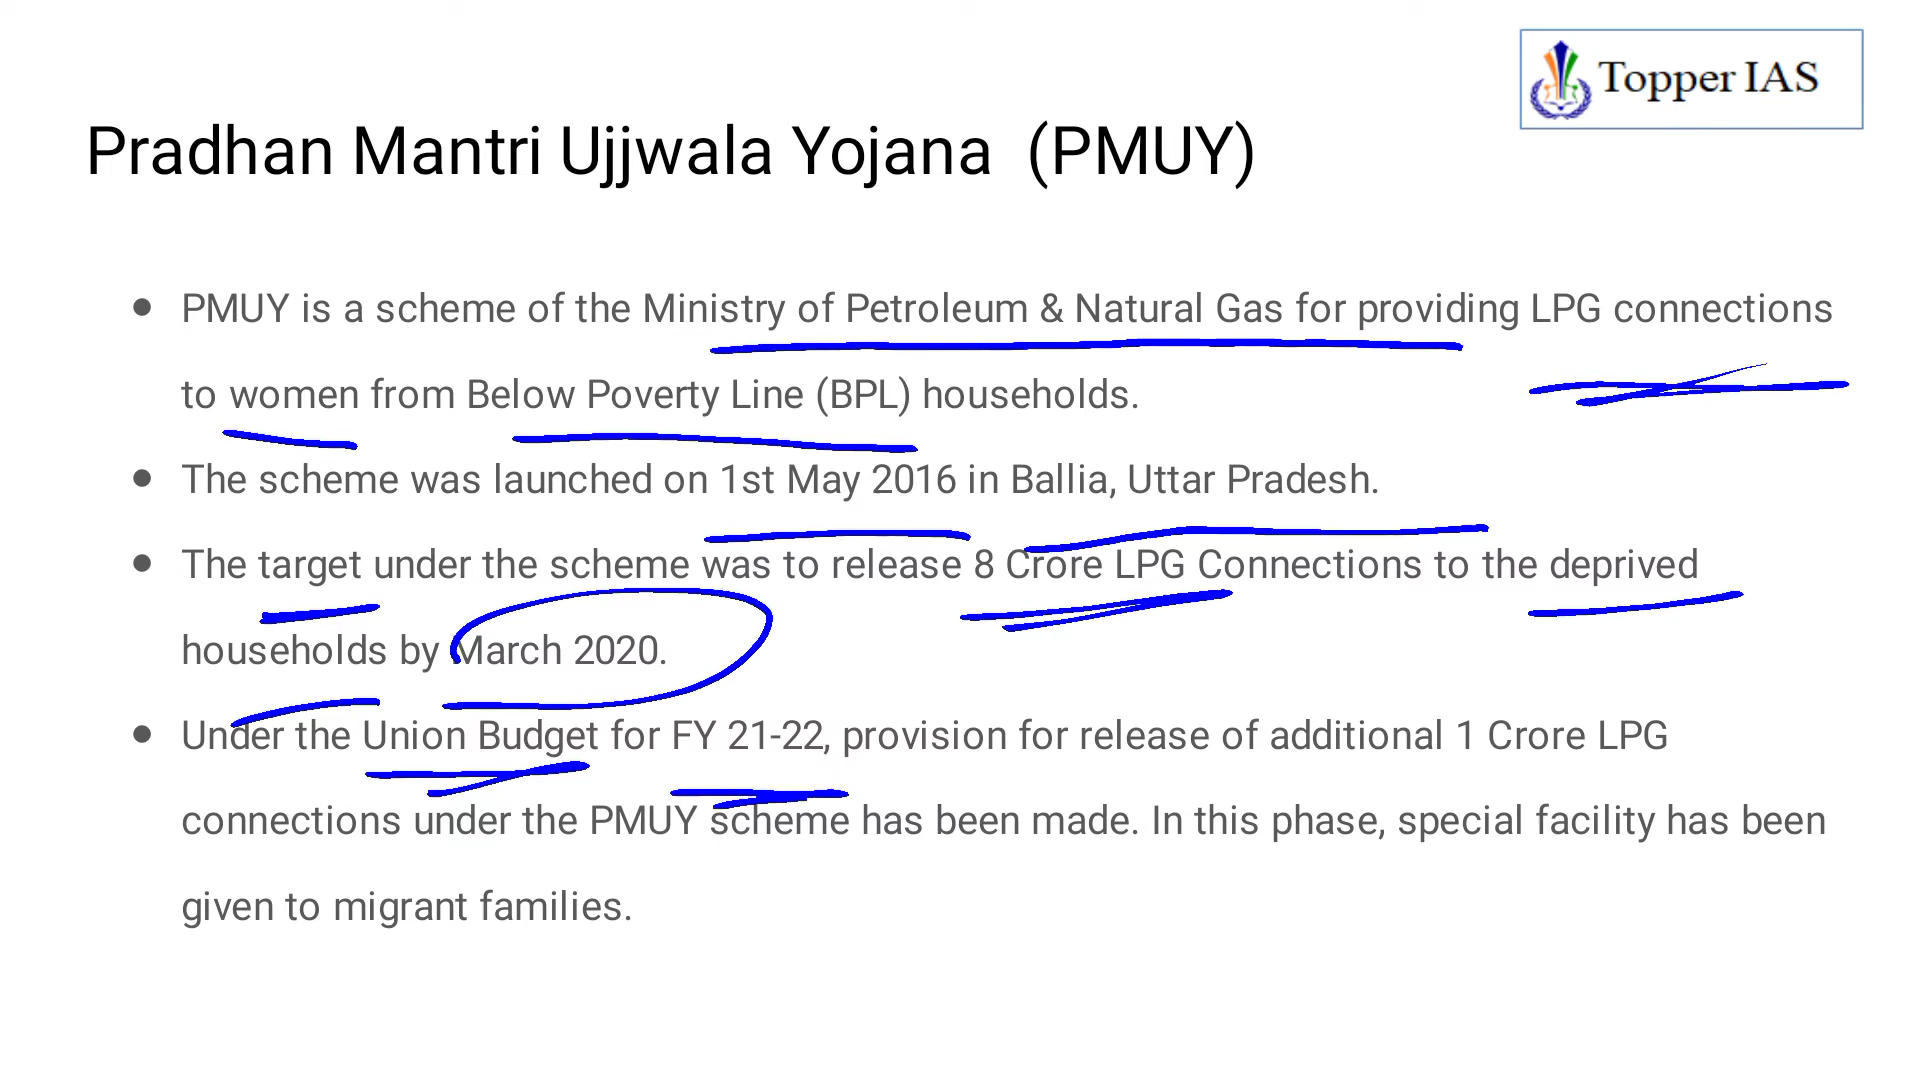 Topper IAS
Pradhan Mantri Ujjwala Yojana (PMUY)
● PMUY is a scheme of the Ministry of Petroleum & Natural Gas for providing LPG connections
to women from Below Poverty Line (BPL) households.
● The scheme was launched on 1st May 2016 in Ballia, Uttar Pradesh.
● The target under the scheme was to release 8 Crore LPG Connections to the deprived
households by March 2020.
● Under the Union Budget for FY 21-22, provision for release of additional 1 Crore LPG
connections under the PMUY scheme has been made. In this phase, special facility has been
given to migrant families.